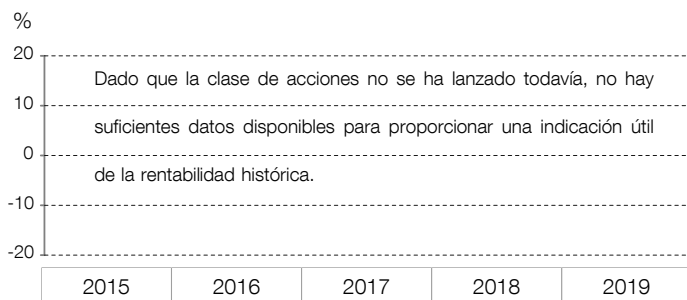 %
20
Dado que la clase de acciones no se ha lanzado todavía, no hay
10
suficientes datos disponibles para proporcionar una indicación útil
0
de la rentabilidad histórica.
-10
-20
2015 2016 2017 2018 2019